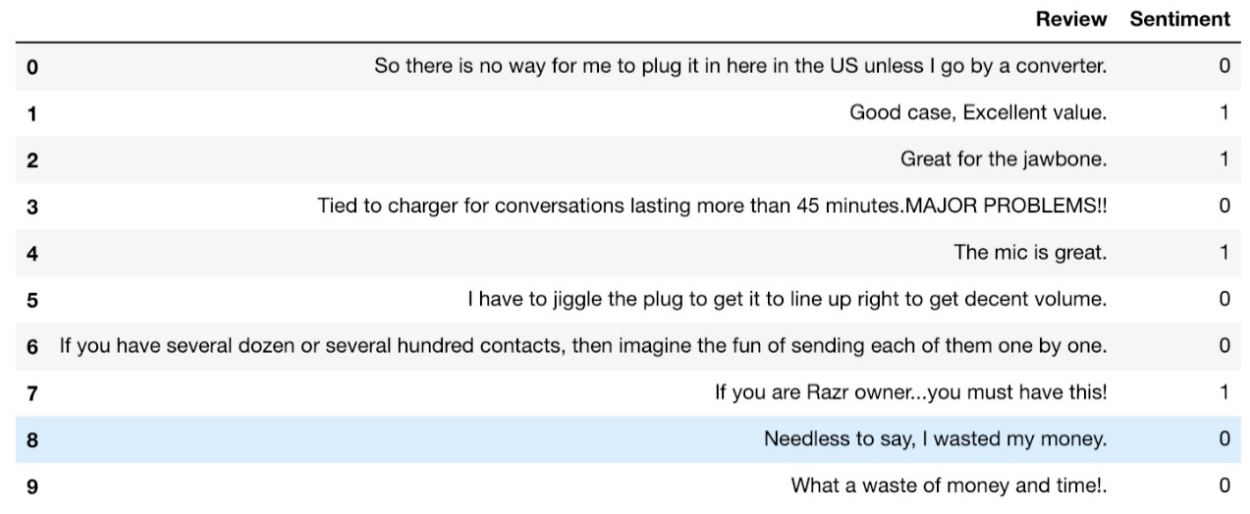 Review Sentiment
0 So there is no way for me to plug it in here in the US unless I go by a converter. 0
1 Good case, Excellent value. 1
2 Great for the jawbone. 1
3 Tied to charger for conversations lasting more than 45 minutes.MAJOR PROBLEMS!! 0
4 The mic is great. 1
5 I have to jiggle the plug to get it to line up right to get decent volume. 0
6 If you have several dozen or several hundred contacts, then imagine the fun of sending each of them one by one. 0
7 If you are Razr owner...you must have this! 1
8 Needless to say, I wasted my money. 0
9 What a waste of money and time!. 0